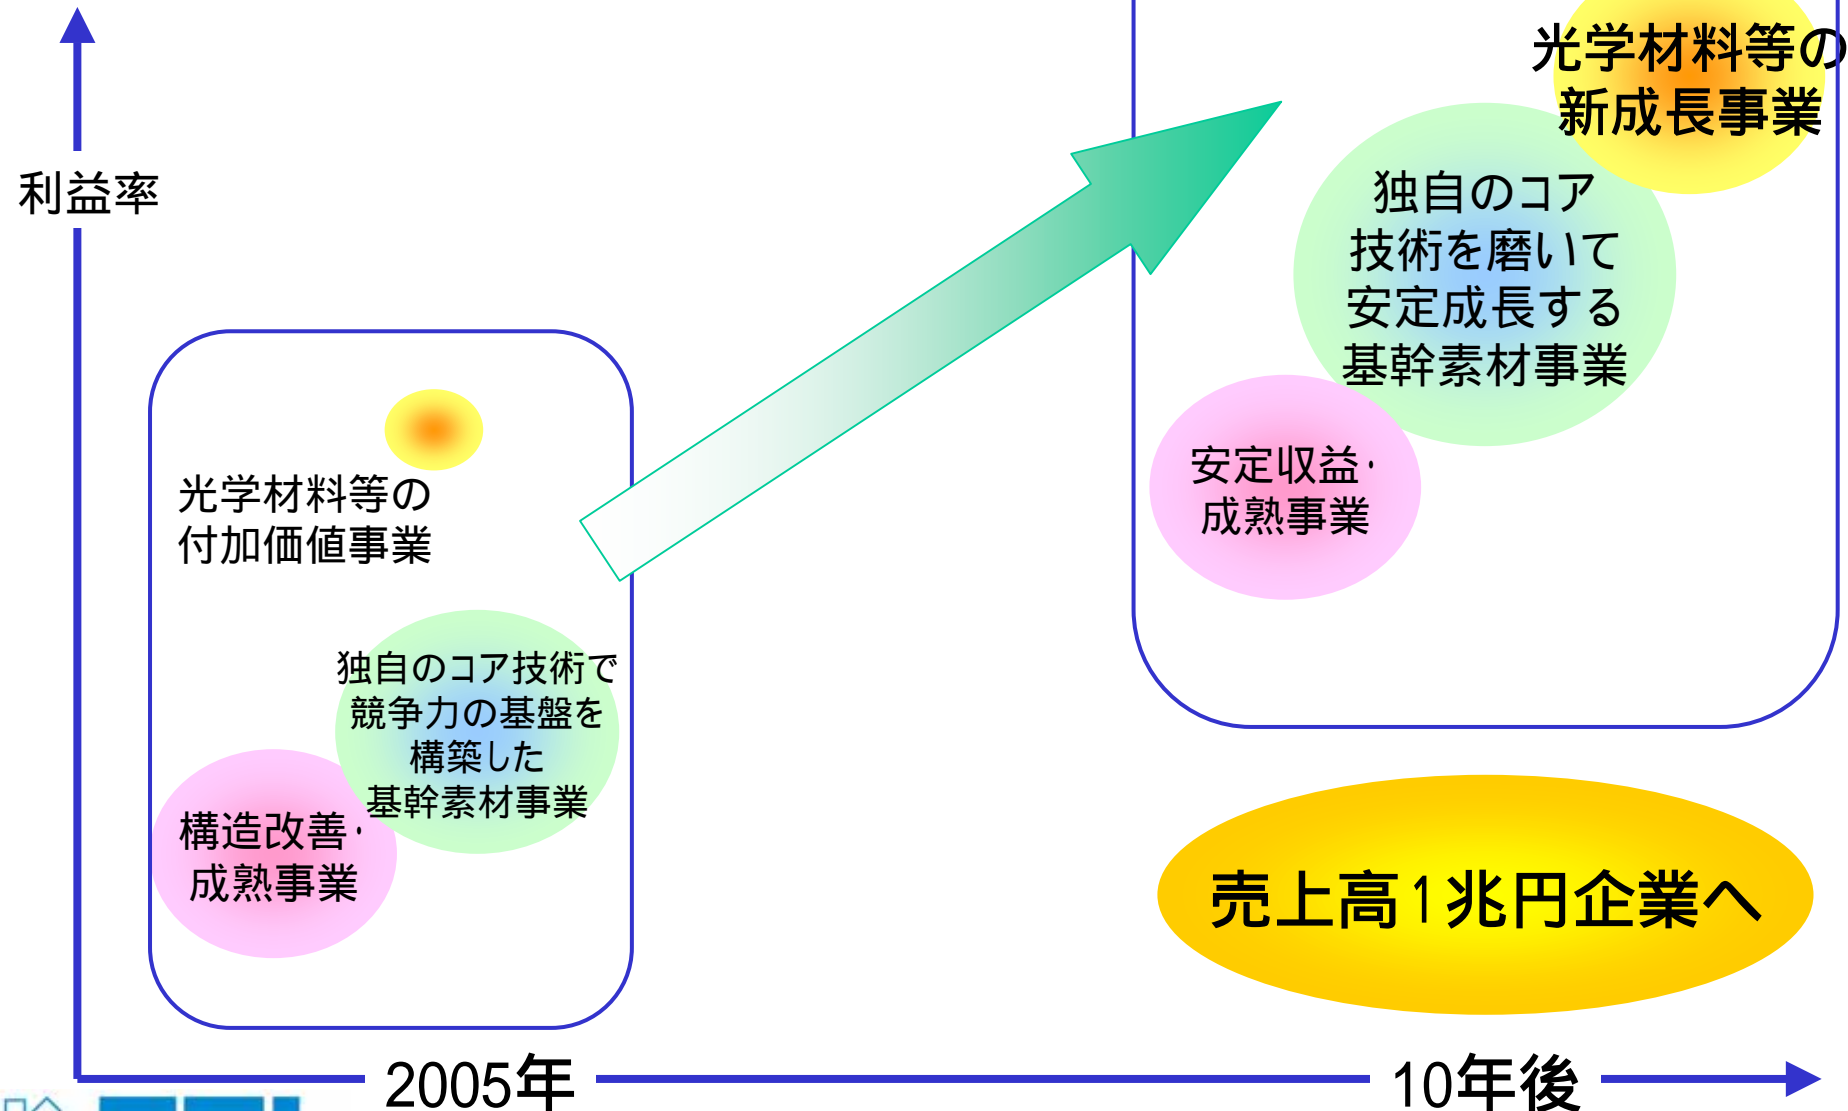 利益率
光学材料等の
付加価値事業
独自のコア技術で
競争力の基盤を
構築した
基幹素材事業
構造改善・
成熟事業
光学材料等の
新成長事業
独自のコア
技術を磨いて
安定成長する
基幹素材事業
安定収益・
成熟事業
売上高1兆円企業へ
2005年
10年後